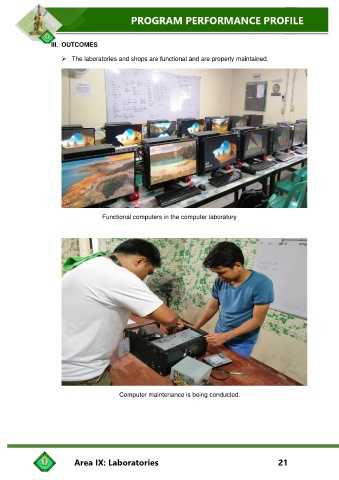 PROGRAM PERFORMANCE PROFILE
III. OUTCOMES
➢ The laboratories and shops are functional and are properly maintained.
Functional computers in the computer laboratory
Computer maintenance is being conducted.
Area IX: Laboratories 21